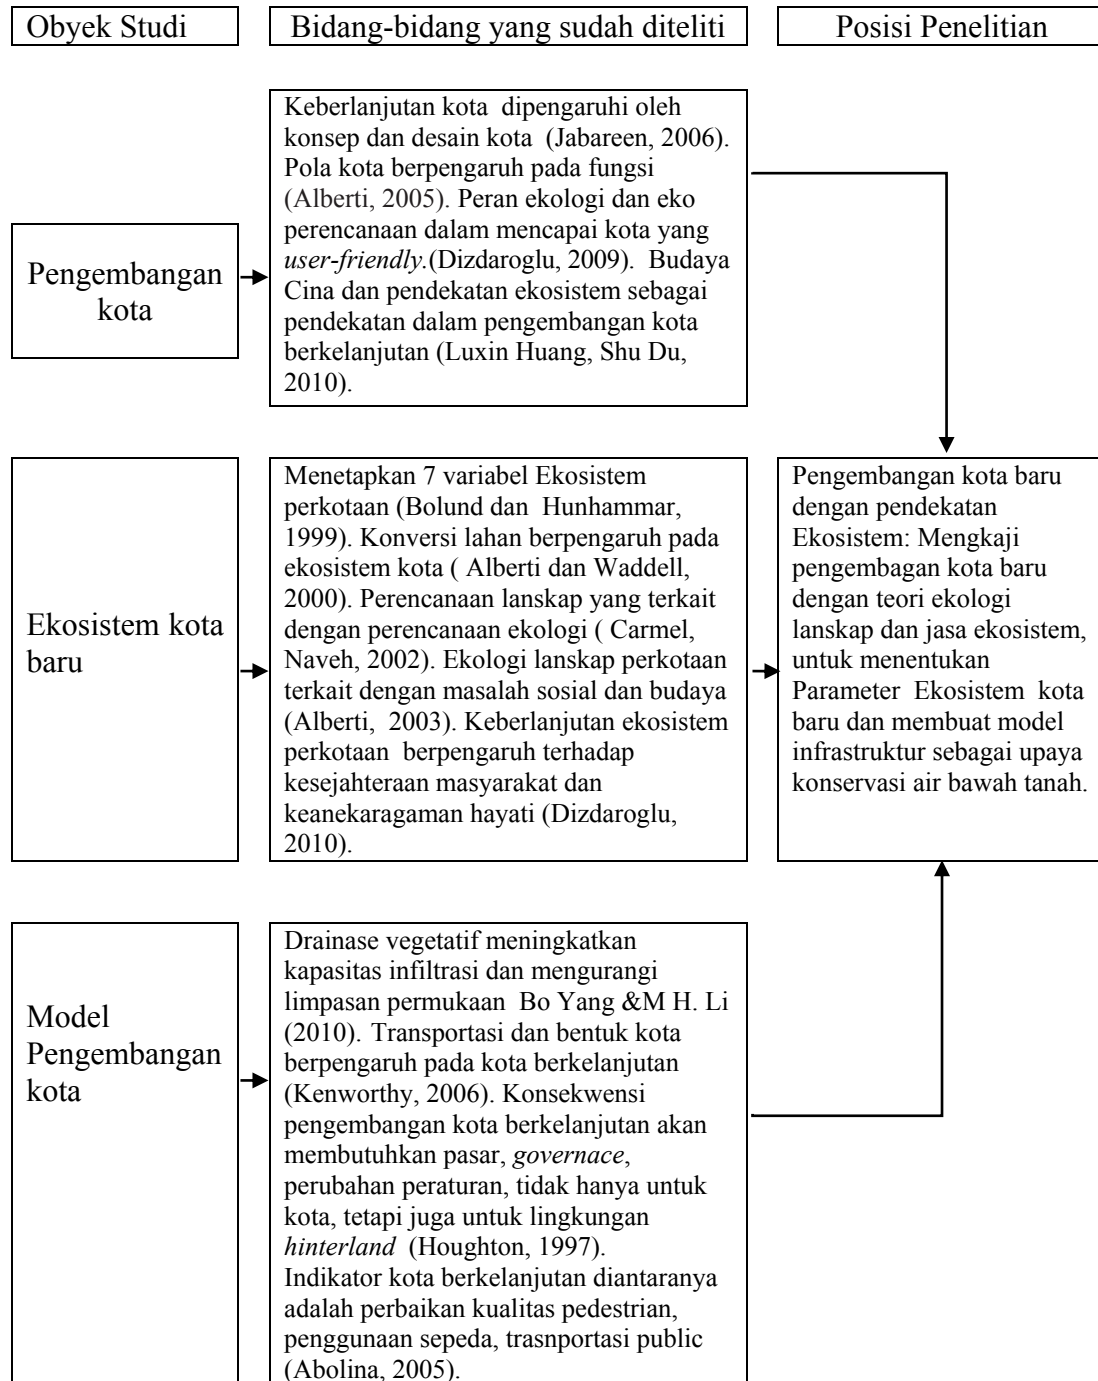 Obyek Studi
Bidang-bidang yang sudah diteliti
Posisi Penelitian
Pengembangan
kota
Keberlanjutan kota dipengaruhi oleh
konsep dan desain kota (Jabareen, 2006).
Pola kota berpengaruh pada fungsi
(Alberti, 2005). Peran ekologi dan eko
perencanaan dalam mencapai kota yang
user-friendly.(Dizdaroglu, 2009). Budaya
Cina dan pendekatan ekosistem sebagai
pendekatan dalam pengembangan kota
berkelanjutan (Luxin Huang, Shu Du,
2010).
Ekosistem kota
baru
Menetapkan 7 variabel Ekosistem
perkotaan (Bolund dan Hunhammar,
1999). Konversi lahan berpengaruh pada
ekosistem kota ( Alberti dan Waddell,
2000). Perencanaan lanskap yang terkait
dengan perencanaan ekologi ( Carmel,
Naveh, 2002). Ekologi lanskap perkotaan
terkait dengan masalah sosial dan budaya
(Alberti, 2003). Keberlanjutan ekosistem
perkotaan berpengaruh terhadap
kesejahteraan masyarakat dan
keanekaragaman hayati (Dizdaroglu,
2010).
Pengembangan kota baru
dengan pendekatan
Ekosistem: Mengkaji
pengembagan kota baru
dengan teori ekologi
lanskap dan jasa ekosistem,
untuk menentukan
Parameter Ekosistem kota
baru dan membuat model
infrastruktur sebagai upaya
konservasi air bawah tanah.
Model
Pengembangan
kota
Drainase vegetatif meningkatkan
kapasitas infiltrasi dan mengurangi
limpasan permukaan Bo Yang &M H. Li
(2010). Transportasi dan bentuk kota
berpengaruh pada kota berkelanjutan
(Kenworthy, 2006). Konsekwensi
pengembangan kota berkelanjutan akan
membutuhkan pasar, governace,
perubahan peraturan, tidak hanya untuk
kota, tetapi juga untuk lingkungan
hinterland (Houghton, 1997).
Indikator kota berkelanjutan diantaranya
adalah perbaikan kualitas pedestrian,
penggunaan sepeda, trasnportasi public
(Abolina, 2005).